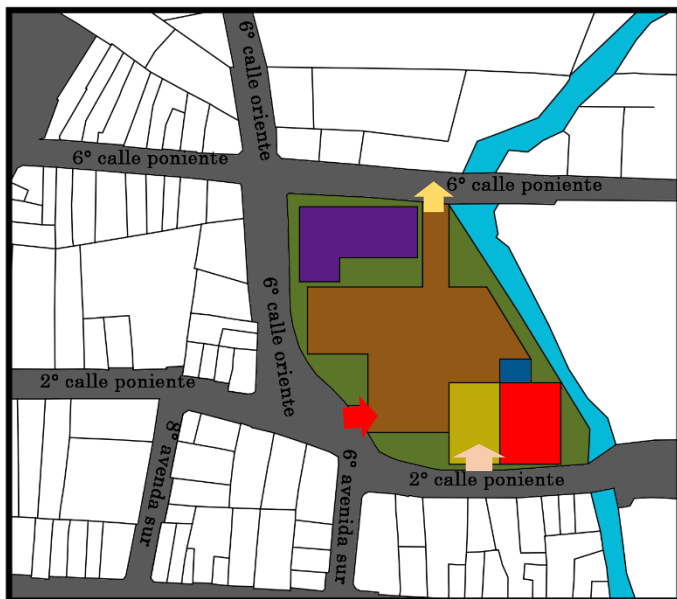 6° calle oriente
6° calle poniente
6° calle poniente
6° calle oriente
2° calle poniente
8° avenda sur
6° avenida sur
2° calle poniente